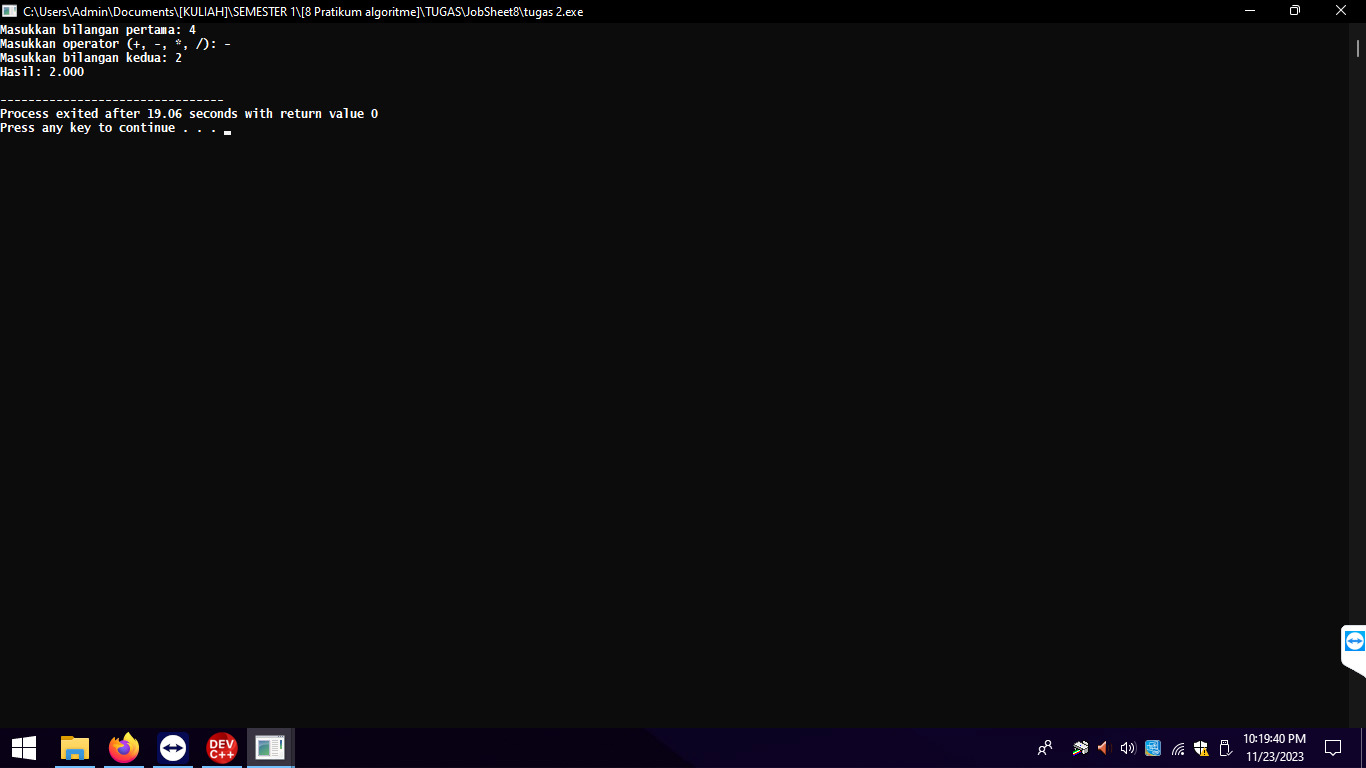 C:\Users\Admin\Documents\[KULIAH]\SEMESTER 1\[8 Pratikum algoritme]\TUGAS\JobSheet8\tugas 2.exe
Masukkan bilangan pertama: 4
Masukkan operator (+, -, *, /): -
Masukkan bilangan kedua: 2
Hasil: 2.000
--------------------------------
Process exited after 19.06 seconds with return value 0
Press any key to continue . . .
DEV
C++
10:19:40 PM
11/23/2023